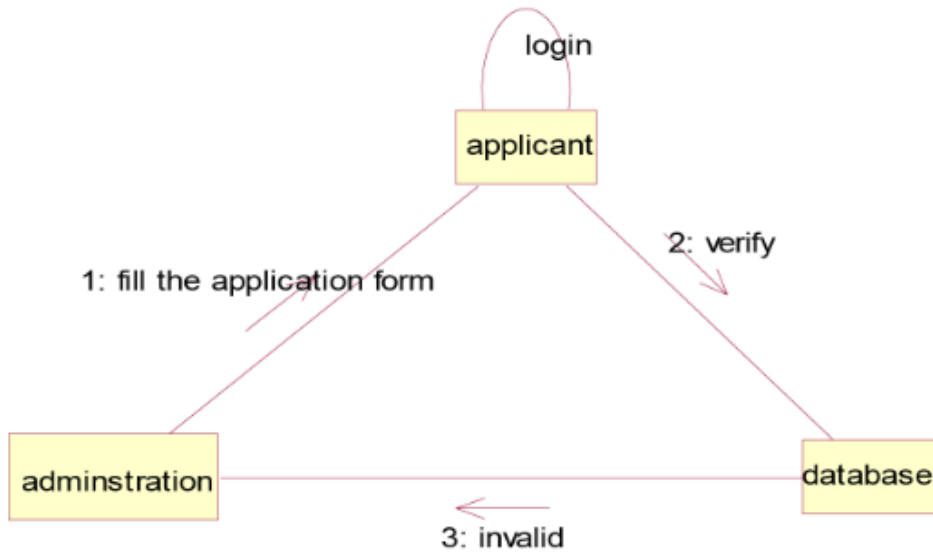 login
applicant
2: verify
1: fill the application form
adminstration
database
3: invalid